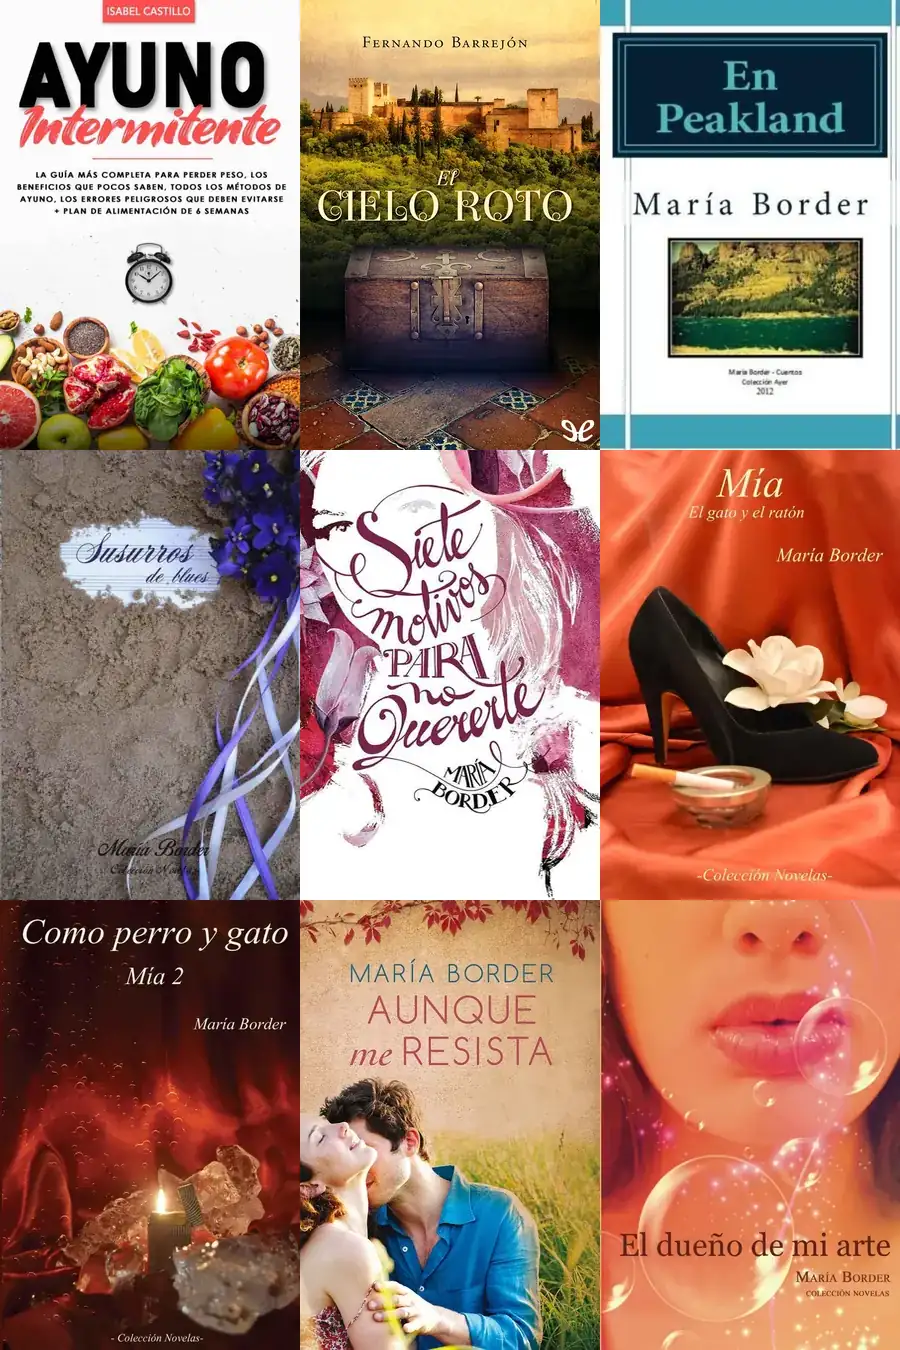 ISABEL CASTILLO
AYUNO
Intermitente
LA GUÍA MÁS COMPLETA PARA PERDER PESO, LOS
BENEFICIOS QUE POCOS SABEN, TODOS LOS MÉTODOS DE
AYUNO, LOS ERRORES PELIGROSOS QUE DEBEN EVITARSE
+ PLAN DE ALIMENTACIÓN DE 6 SEMANAS
FERNANDO BARREJÓN
El
CIELO ROTO
En
Peakland
María Border
María Border - Cuentos
Colección Ayer
2012
Susurros
de blues
María Border
Colección Novelas
Siete
motivos
PARA
no
Quererte
MARÍA
BORDER
Mía
El gato y el ratón
María Border
-Colección Novelas-
Como perro y gato
Mía 2
María Border
- Colección Novelas-
MARÍA BORDER
AUNQUE
me RESISTA
El dueño de mi arte
MARÍA BORDER
COLECCIÓN NOVELAS